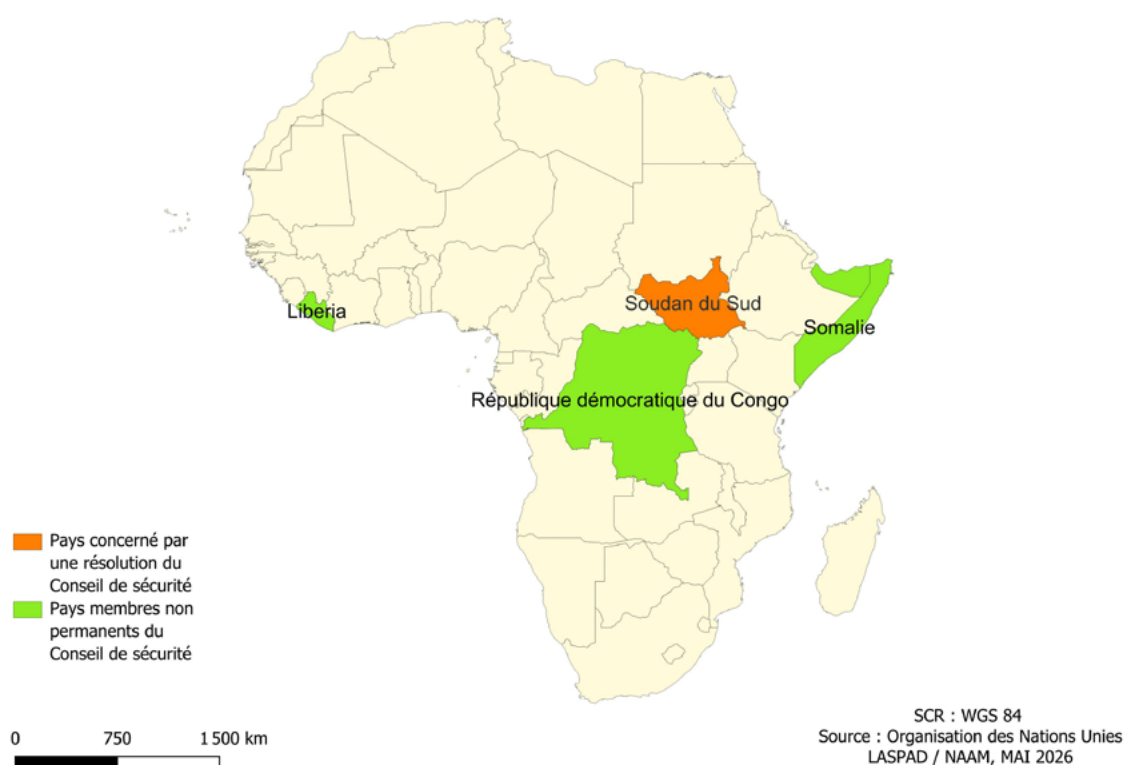 Liberia
Soudan du Sud
Somalie
République démocratique du Congo
Pays concerné par
une résolution du
Conseil de sécurité
Pays membres non
permanents du
Conseil de sécurité
0 750 1 500 km
SCR : WGS 84
Source : Organisation des Nations Unies
LASPAD / NAAM, MAI 2026